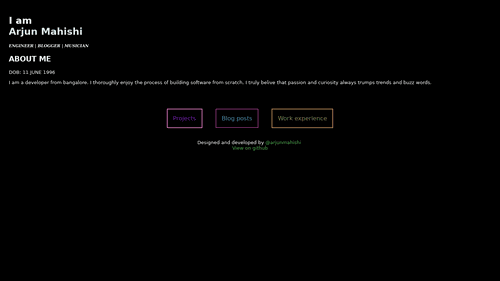 I am
Arjun Mahishi
ENGINEER | BLOGGER | MUSICIAN
ABOUT ME
DOB: 11 JUNE 1996
I am a developer from bangalore. I thoroughly enjoy the process of building software from scratch. I truly belive that passion and curiosity always trumps trends and buzz words.
Projects
Blog posts
Work experience
Designed and developed by @arjunmahishi
View on github